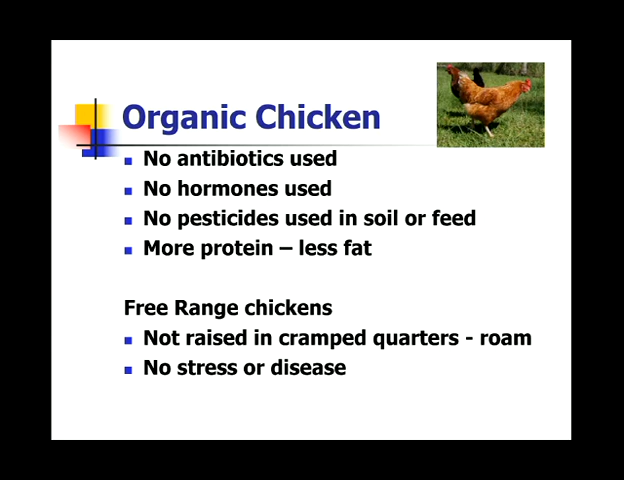 Organic Chicken
No antibiotics used
No hormones used
No pesticides used in soil or feed
More protein – less fat
Free Range chickens
Not raised in cramped quarters - roam
No stress or disease